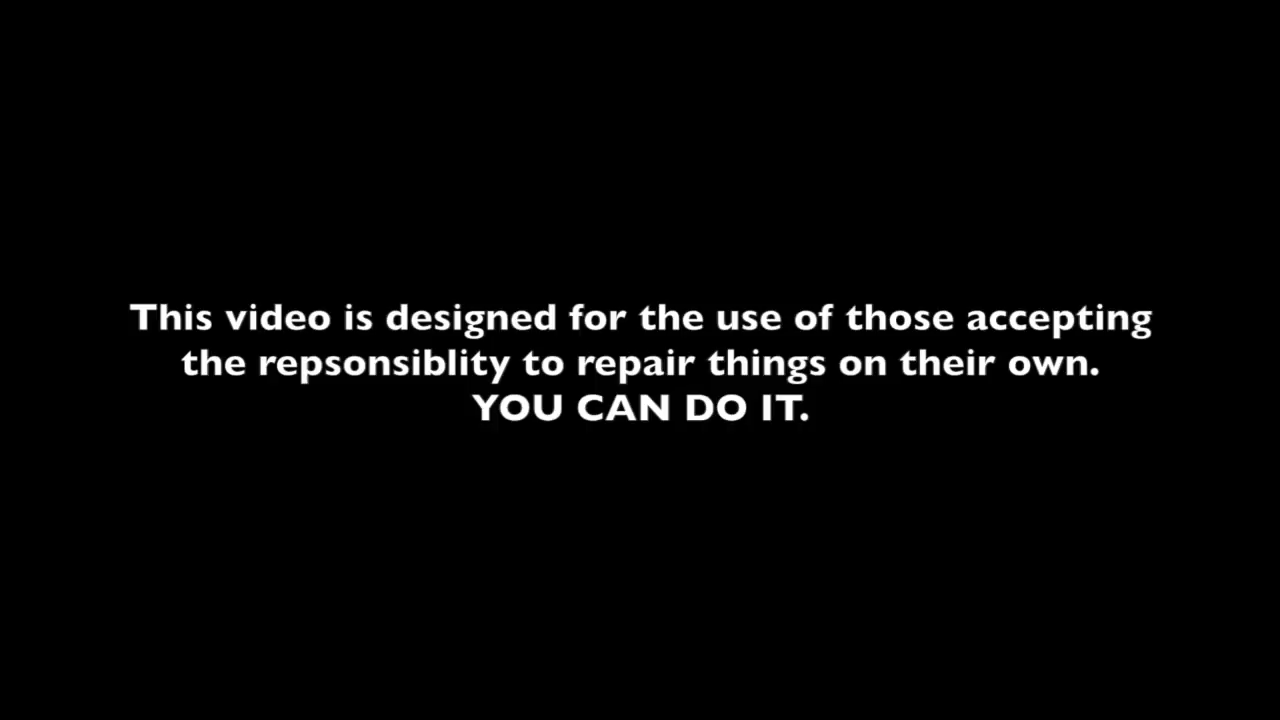 This video is designed for the use of those accepting
the repsonsiblity to repair things on their own.
YOU CAN DO IT.